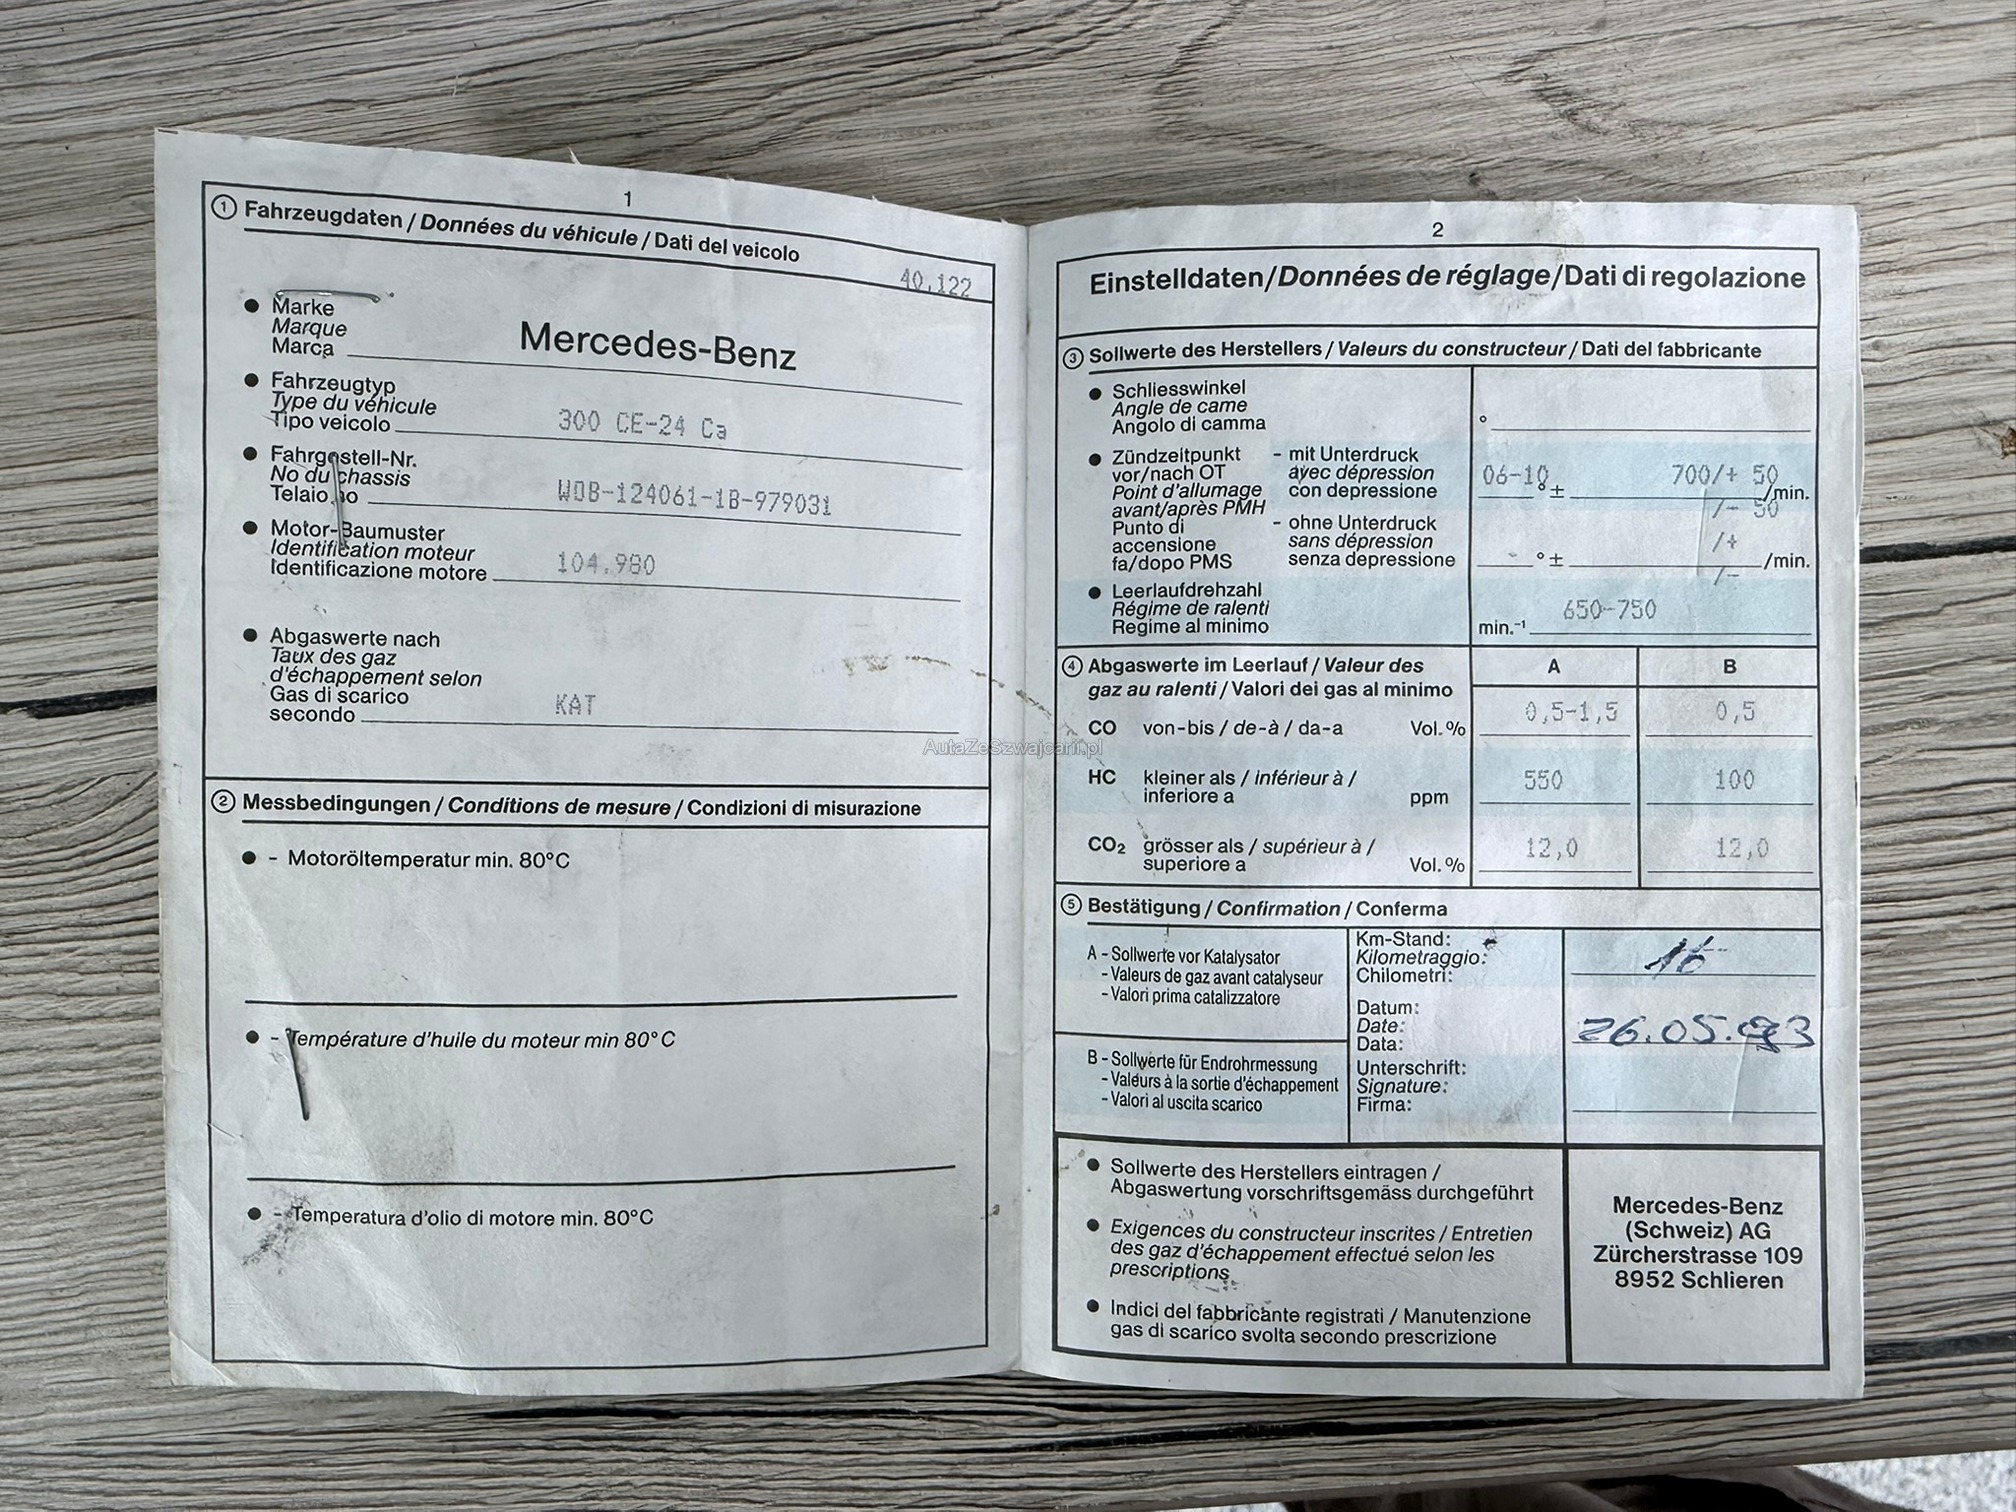 1
① Fahrzeugdaten / Données du véhicule / Dati del veicolo
40.122
● Marke
Marque
Marca
Mercedes-Benz
● Fahrzeugtyp
Type du véhicule
Tipo veicolo
300 CE-24 Ca
● Fahrgestell-Nr.
No du chassis
Telaio no
WDB-124061-1B-979031
● Motor-Baumuster
Identification moteur
Identificazione motore
104.980
● Abgaswerte nach
Taux des gaz
d'échappement selon
Gas di scarico
secondo
KAT
② Messbedingungen / Conditions de mesure / Condizioni di misurazione
● - Motoröltemperatur min. 80°C
● - Température d'huile du moteur min 80°C
● - Temperatura d'olio di motore min. 80°C
2
Einstelldaten/Données de réglage/Dati di regolazione
③ Sollwerte des Herstellers / Valeurs du constructeur / Dati del fabbricante
● Schliesswinkel
Angle de came
Angolo di camma
°
● Zündzeitpunkt
vor/nach OT
Point d'allumage
avant/après PMH
Punto di
accensione
fa/dopo PMS
- mit Unterdruck
avec dépression
con depressione
06-10 °± 700/+ 50 /min.
/- 50
- ohne Unterdruck
sans dépression
senza depressione
/+
- °± /min.
/-
● Leerlaufdrehzahl
Régime de ralenti
Regime al minimo
min.⁻¹ 650-750
④ Abgaswerte im Leerlauf / Valeur des
gaz au ralenti / Valori dei gas al minimo
A B
CO von-bis / de-à / da-a Vol.% 0,5-1,5 0,5
HC kleiner als / inférieur à /
inferiore a ppm 550 100
CO₂ grösser als / supérieur à /
superiore a Vol.% 12,0 12,0
⑤ Bestätigung / Confirmation / Conferma
A - Sollwerte vor Katalysator
- Valeurs de gaz avant catalyseur
- Valori prima catalizzatore
B - Sollwerte für Endrohrmessung
- Valeurs à la sortie d'échappement
- Valori al uscita scarico
Km-Stand:
Kilometraggio:
Chilometri:
16
Datum:
Date:
Data:
26.05.93
Unterschrift:
Signature:
Firma:
● Sollwerte des Herstellers eintragen /
Abgaswertung vorschriftsgemäss durchgeführt
● Exigences du constructeur inscrites / Entretien
des gaz d'échappement effectué selon les
prescriptions
● Indici del fabbricante registrati / Manutenzione
gas di scarico svolta secondo prescrizione
Mercedes-Benz
(Schweiz) AG
Zürcherstrasse 109
8952 Schlieren
AutaZeSzwajcarii.pl